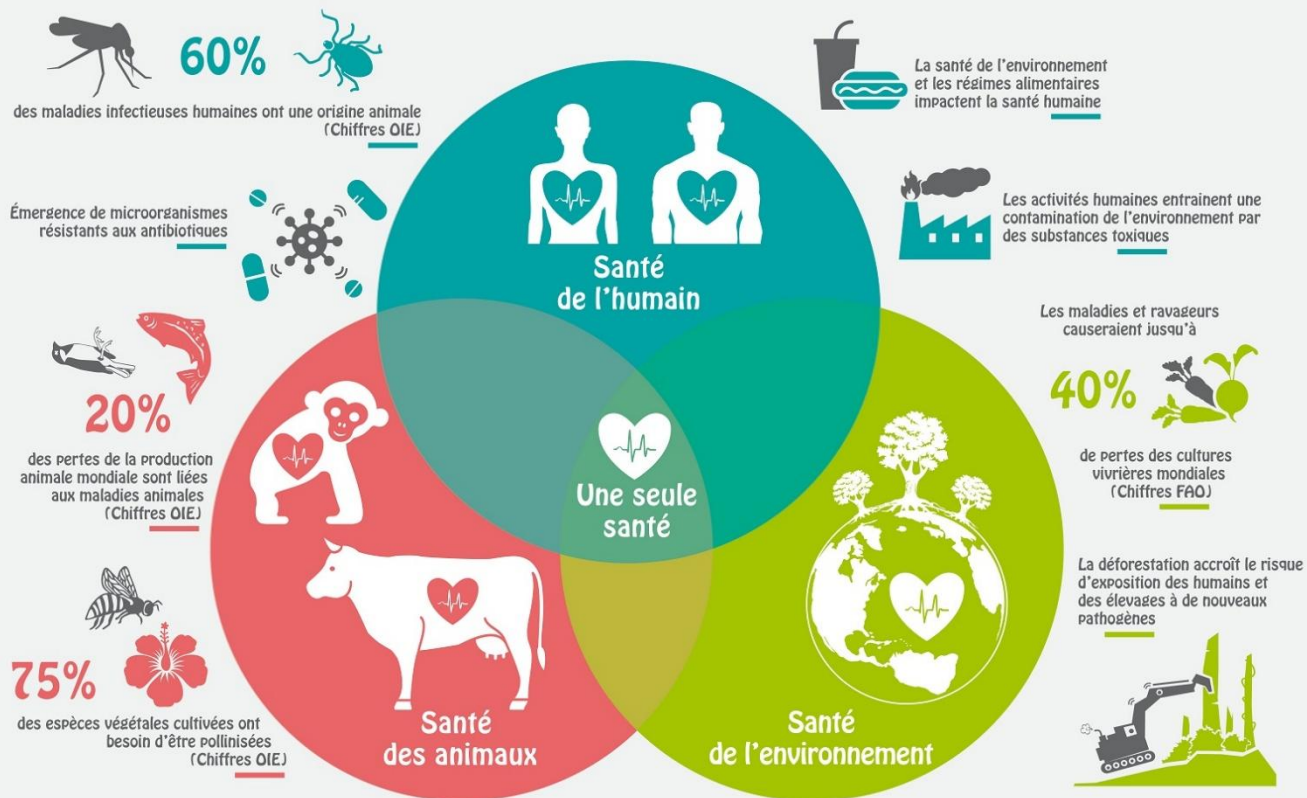 60%
des maladies infectieuses humaines ont une origine animale
(Chiffres OIE)
Émergence de microorganismes
résistants aux antibiotiques
20%
des pertes de la production
animale mondiale sont liées
aux maladies animales
(Chiffres OIE)
75%
des espèces végétales cultivées ont
besoin d'être pollinisées
(Chiffres OIE)
Santé
de l'humain
Une seule
santé
Santé
des animaux
Santé
de l'environnement
La santé de l'environnement
et les régimes alimentaires
impactent la santé humaine
Les activités humaines entrainent une
contamination de l'environnement par
des substances toxiques
Les maladies et ravageurs
causeraient jusqu'à
40%
de pertes des cultures
vivrières mondiales
(Chiffres FAO)
La déforestation accroît le risque
d'exposition des humains et
des élevages à de nouveaux
pathogènes